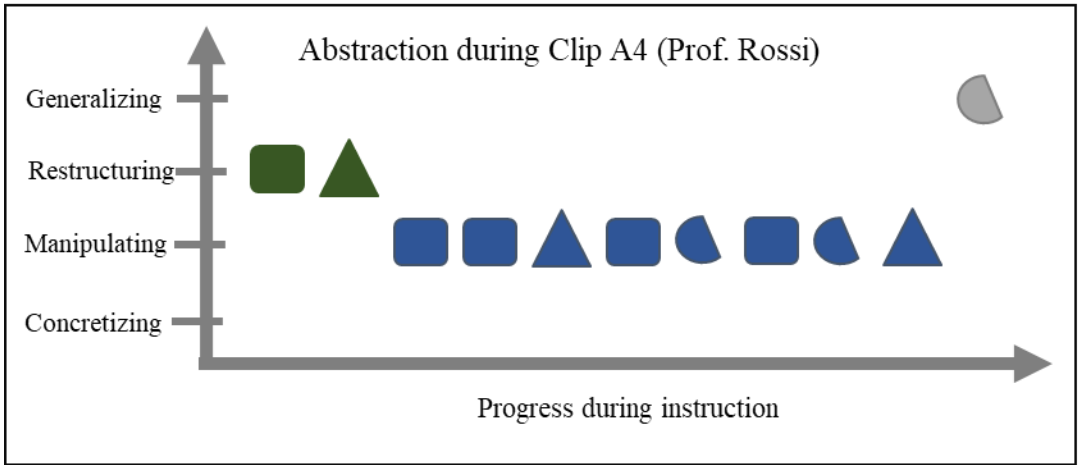 Abstraction during Clip A4 (Prof. Rossi)
Generalizing
Restructuring
Manipulating
Concretizing
Progress during instruction